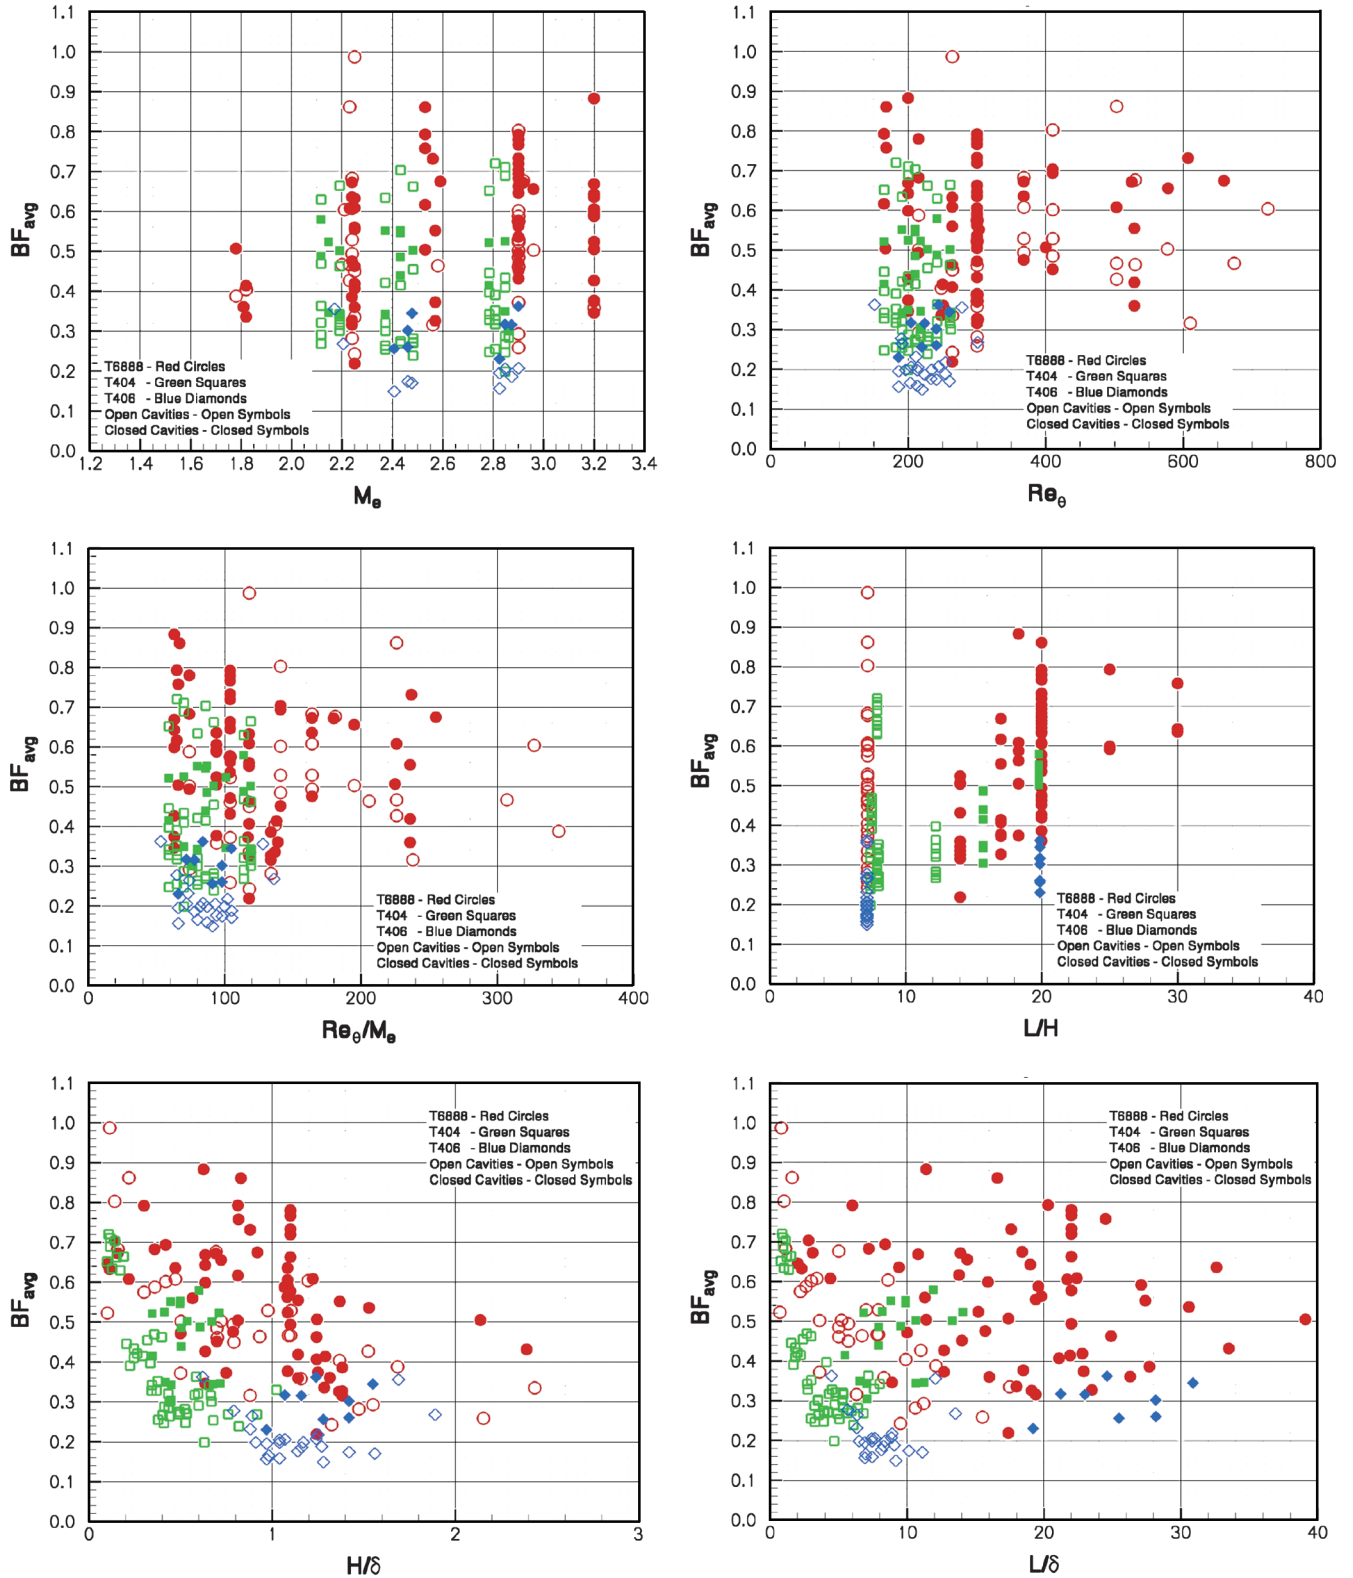 1.1
1.0
0.9
0.8
0.7
0.6
0.5
0.4
0.3
0.2
0.1
0.0
BFavg
T6888 - Red Circles
T404 - Green Squares
T406 - Blue Diamonds
Open Cavities - Open Symbols
Closed Cavities - Closed Symbols
1.2 1.4 1.6 1.8 2.0 2.2 2.4 2.6 2.8 3.0 3.2 3.4
Me
1.1
1.0
0.9
0.8
0.7
0.6
0.5
0.4
0.3
0.2
0.1
0.0
BFavg
T6888 - Red Circles
T404 - Green Squares
T406 - Blue Diamonds
Open Cavities - Open Symbols
Closed Cavities - Closed Symbols
0 200 400 600 800
Reθ
1.1
1.0
0.9
0.8
0.7
0.6
0.5
0.4
0.3
0.2
0.1
0.0
BFavg
T6888 - Red Circles
T404 - Green Squares
T406 - Blue Diamonds
Open Cavities - Open Symbols
Closed Cavities - Closed Symbols
0 100 200 300 400
Reθ/Me
1.1
1.0
0.9
0.8
0.7
0.6
0.5
0.4
0.3
0.2
0.1
0.0
BFavg
T6888 - Red Circles
T404 - Green Squares
T406 - Blue Diamonds
Open Cavities - Open Symbols
Closed Cavities - Closed Symbols
0 10 20 30 40
L/H
1.1
1.0
0.9
0.8
0.7
0.6
0.5
0.4
0.3
0.2
0.1
0.0
BFavg
T6888 - Red Circles
T404 - Green Squares
T406 - Blue Diamonds
Open Cavities - Open Symbols
Closed Cavities - Closed Symbols
0 1 2 3
H/δ
1.1
1.0
0.9
0.8
0.7
0.6
0.5
0.4
0.3
0.2
0.1
0.0
BFavg
T6888 - Red Circles
T404 - Green Squares
T406 - Blue Diamonds
Open Cavities - Open Symbols
Closed Cavities - Closed Symbols
0 10 20 30 40
L/δ